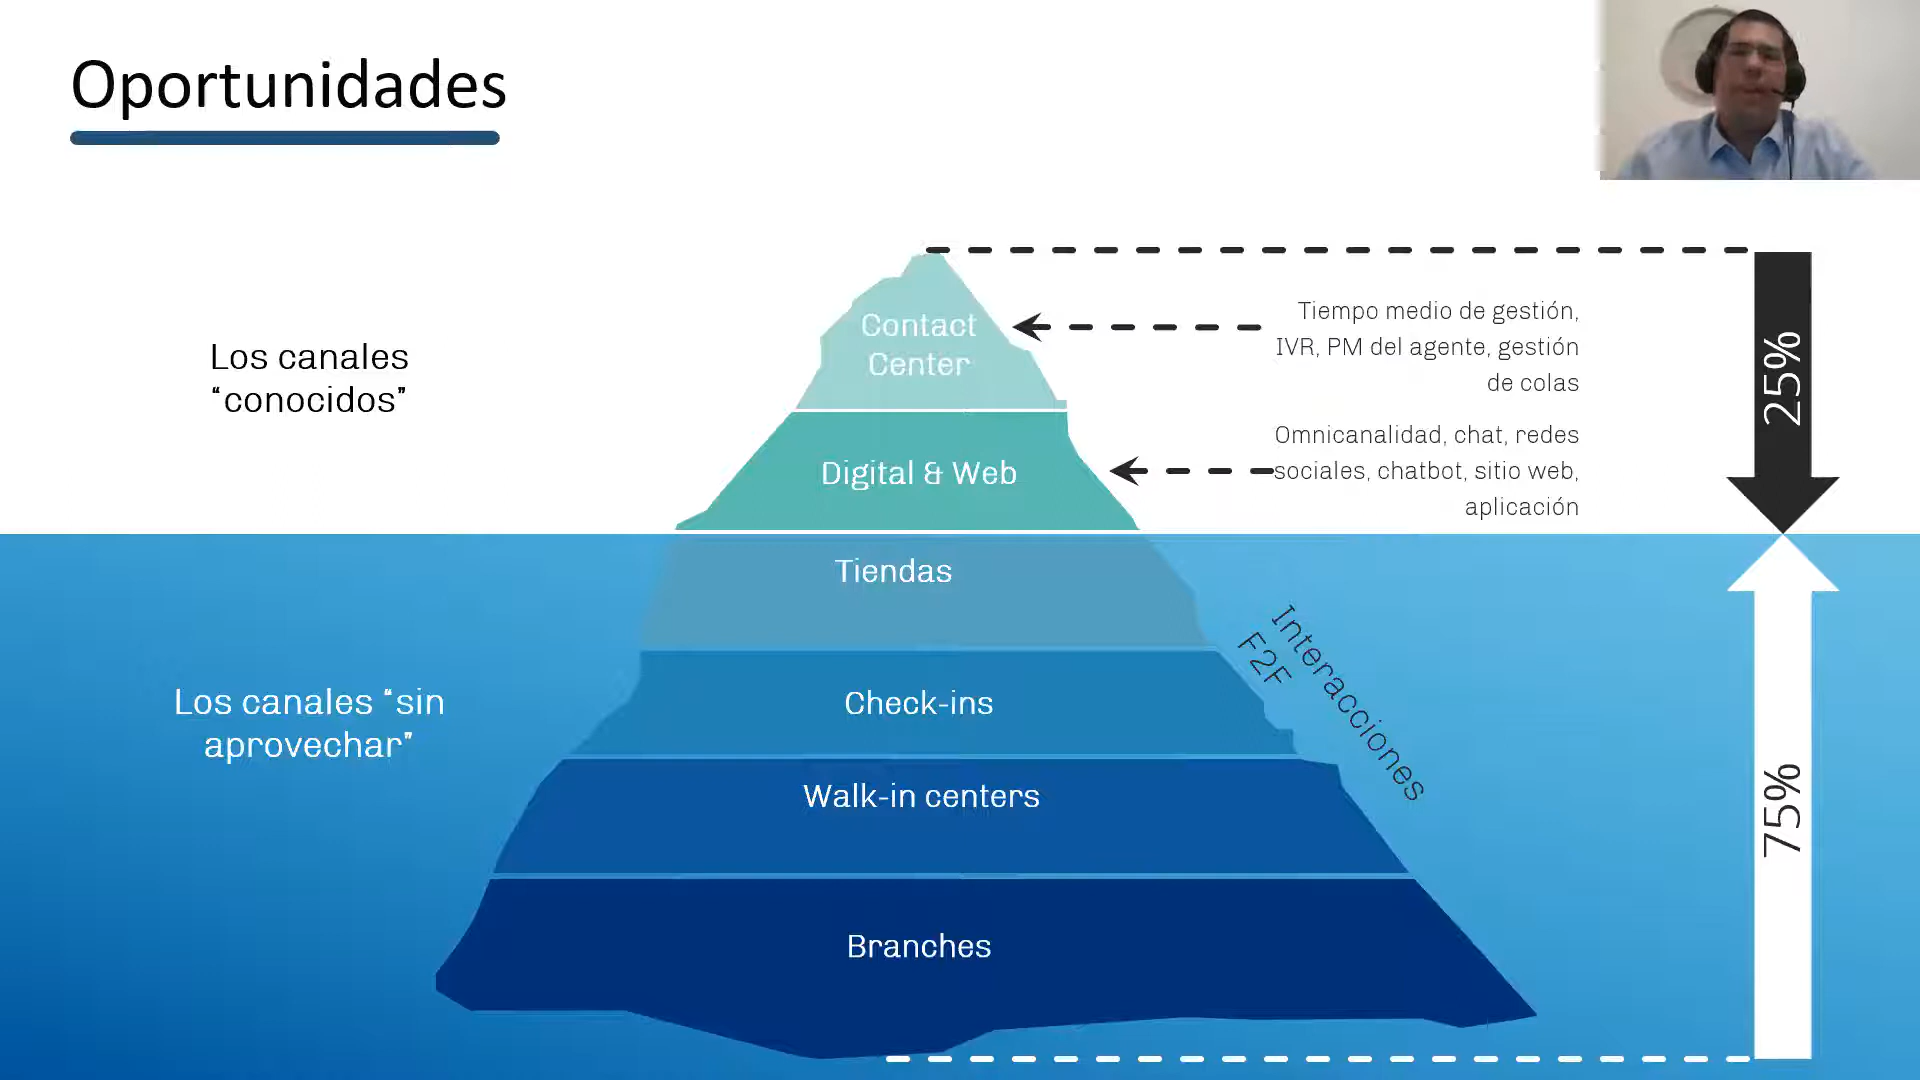 Oportunidades
Los canales
“conocidos”
Contact
Center
Tiempo medio de gestión,
IVR, PM del agente, gestión
de colas
25%
Digital & Web
Omnicanalidad, chat, redes
sociales, chatbot, sitio web,
aplicación
Tiendas
Interacciones
F2F
Los canales “sin
aprovechar”
Check-ins
Walk-in centers
75%
Branches